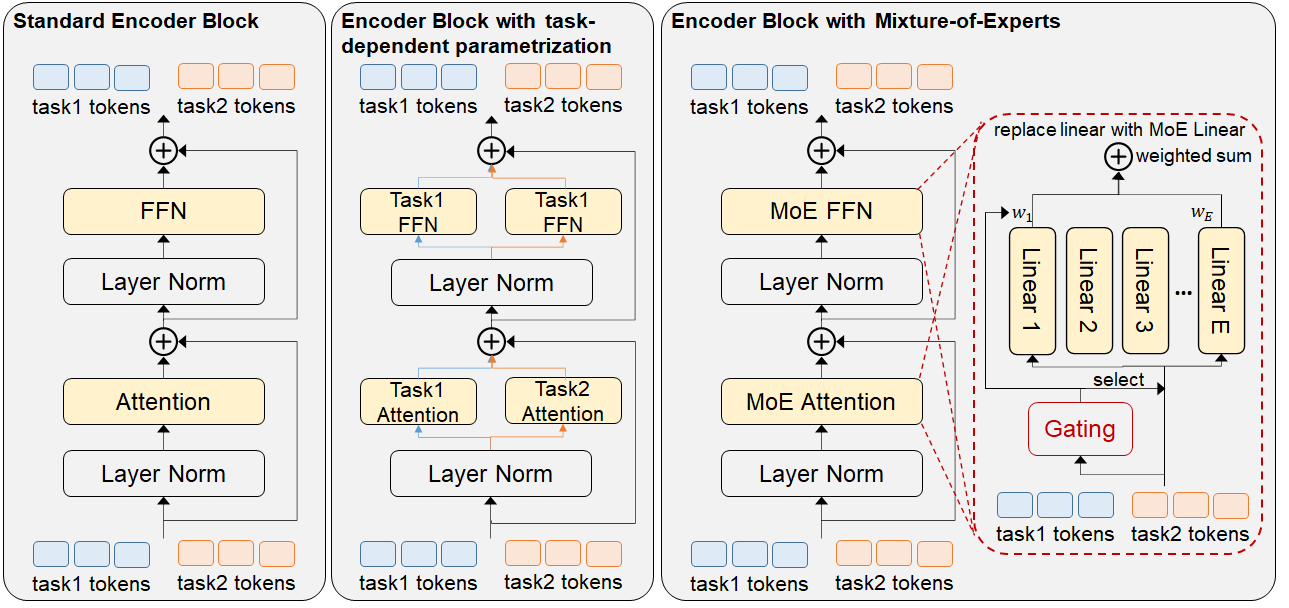 Standard Encoder Block
task1 tokens task2 tokens
FFN
Layer Norm
Attention
Layer Norm
task1 tokens task2 tokens
Encoder Block with task-
dependent parametrization
task1 tokens task2 tokens
Task1
FFN
Task1
FFN
Layer Norm
Task1
Attention
Task2
Attention
Layer Norm
task1 tokens task2 tokens
Encoder Block with Mixture-of-Experts
task1 tokens task2 tokens
MoE FFN
Layer Norm
MoE Attention
Layer Norm
task1 tokens task2 tokens
replace linear with MoE Linear
weighted sum
w1 wE
Linear 1
Linear 2
Linear 3
...
Linear E
select
Gating
task1 tokens task2 tokens